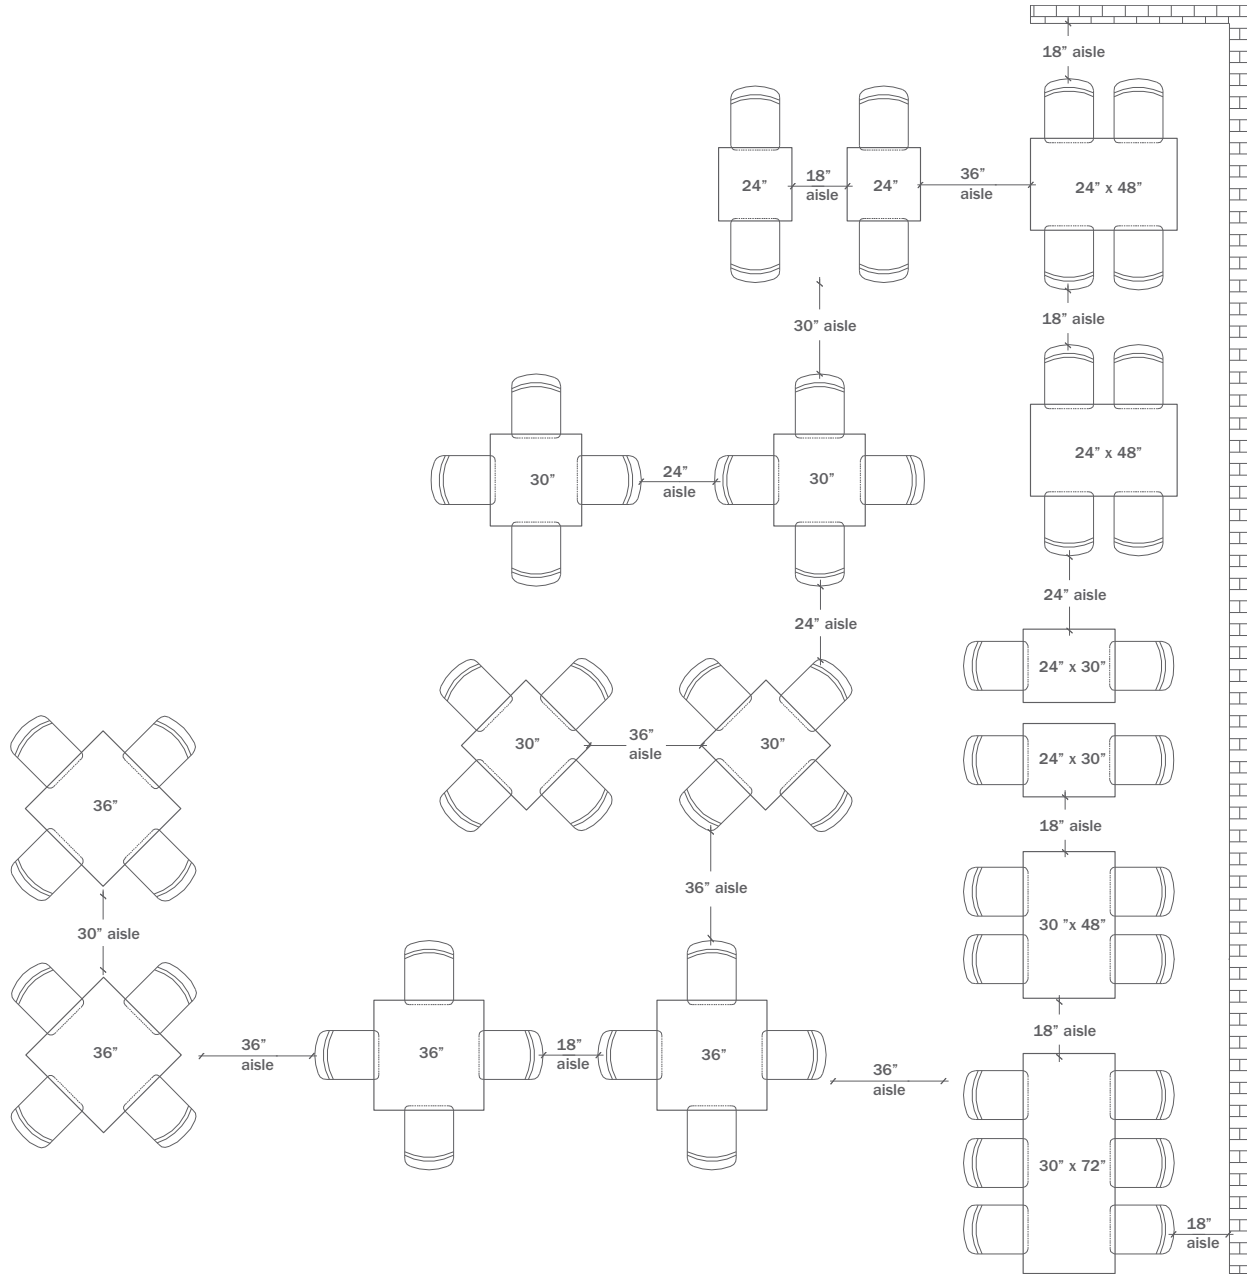 18” aisle
24”
18”
aisle
24”
36”
aisle
24” x 48”
30” aisle
18” aisle
30”
24”
aisle
30”
24” x 48”
24” aisle
24” aisle
24” x 30”
30”
36”
aisle
30”
24” x 30”
36”
18” aisle
36” aisle
30 ”x 48”
30” aisle
18” aisle
36”
36”
aisle
36”
18”
aisle
36”
36”
aisle
30” x 72”
18”
aisle